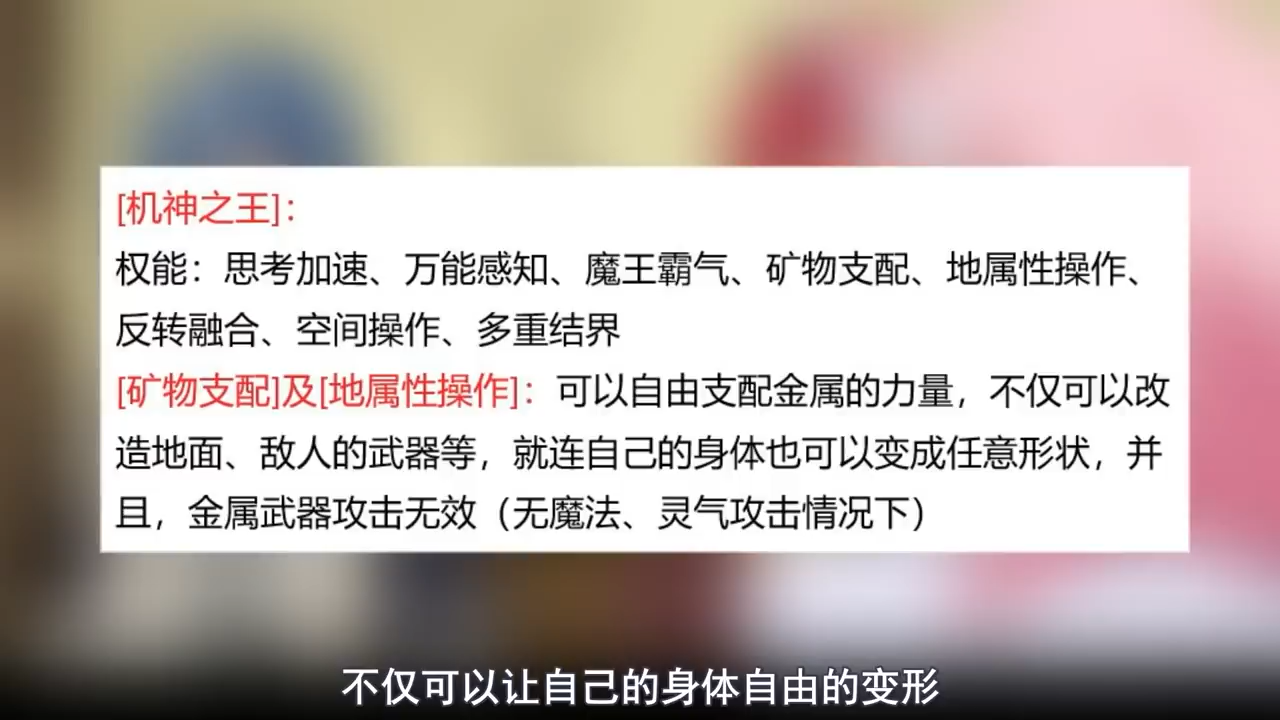 [机神之王]：
权能：思考加速、万能感知、魔王霸气、矿物支配、地属性操作、
反转融合、空间操作、多重结界
[矿物支配]及[地属性操作]：可以自由支配金属的力量，不仅可以改
造地面、敌人的武器等，就连自己的身体也可以变成任意形状，并
且，金属武器攻击无效（无魔法、灵气攻击情况下）
不仅可以让自己的身体自由的变形